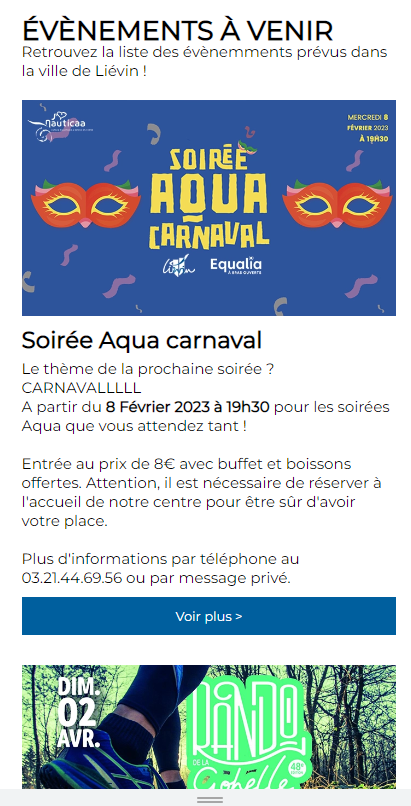 ÉVÈNEMENTS À VENIR
Retrouvez la liste des évènemments prévus dans
la ville de Liévin !
nauticaa
MERCREDI 8
FÉVRIER 2023
À 19H30
SOIRÉE
AQUA
CARNAVAL
Equalia
À BRAS OUVERTS
Soirée Aqua carnaval
Le thème de la prochaine soirée ?
CARNAVALLLLL
A partir du 8 Février 2023 à 19h30 pour les soirées
Aqua que vous attendez tant !
Entrée au prix de 8€ avec buffet et boissons
offertes. Attention, il est nécessaire de réserver à
l'accueil de notre centre pour être sûr d'avoir
votre place.
Plus d'informations par téléphone au
03.21.44.69.56 ou par message privé.
Voir plus >
DIM.
02
AVR.
RANDO
DE LA
48e